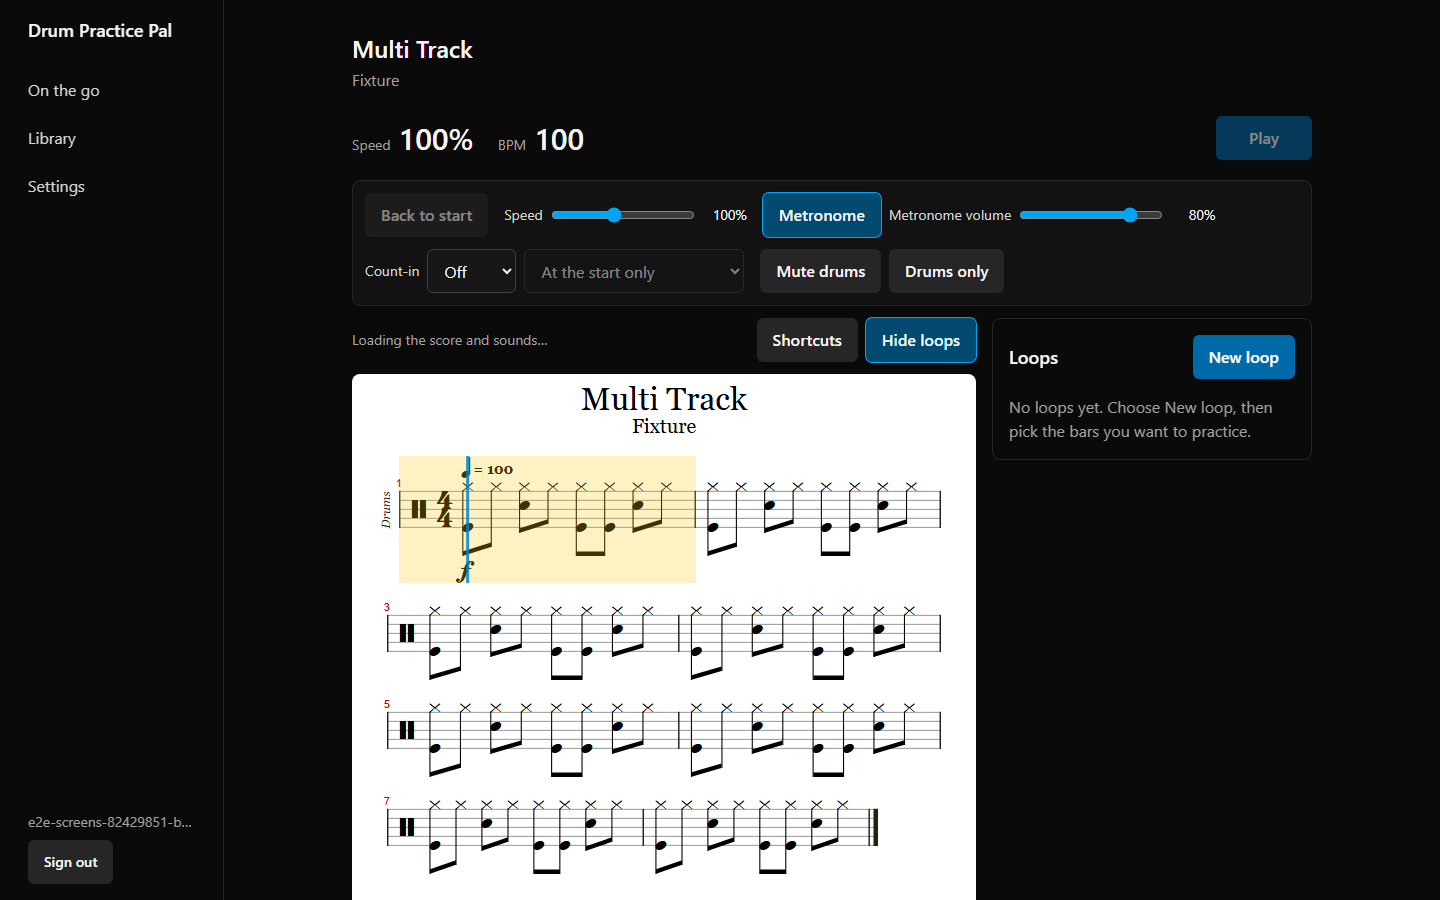 Drum Practice Pal
On the go
Library
Settings
e2e-screens-82429851-b...
Sign out
Multi Track
Fixture
Speed 100% BPM 100
Play
Back to start Speed 100% Metronome Metronome volume 80%
Count-in Off At the start only Mute drums Drums only
Loading the score and sounds...
Shortcuts Hide loops
Multi Track
Fixture
= 100
1
Drums
4
4
f
3
5
7
Loops
New loop
No loops yet. Choose New loop, then
pick the bars you want to practice.